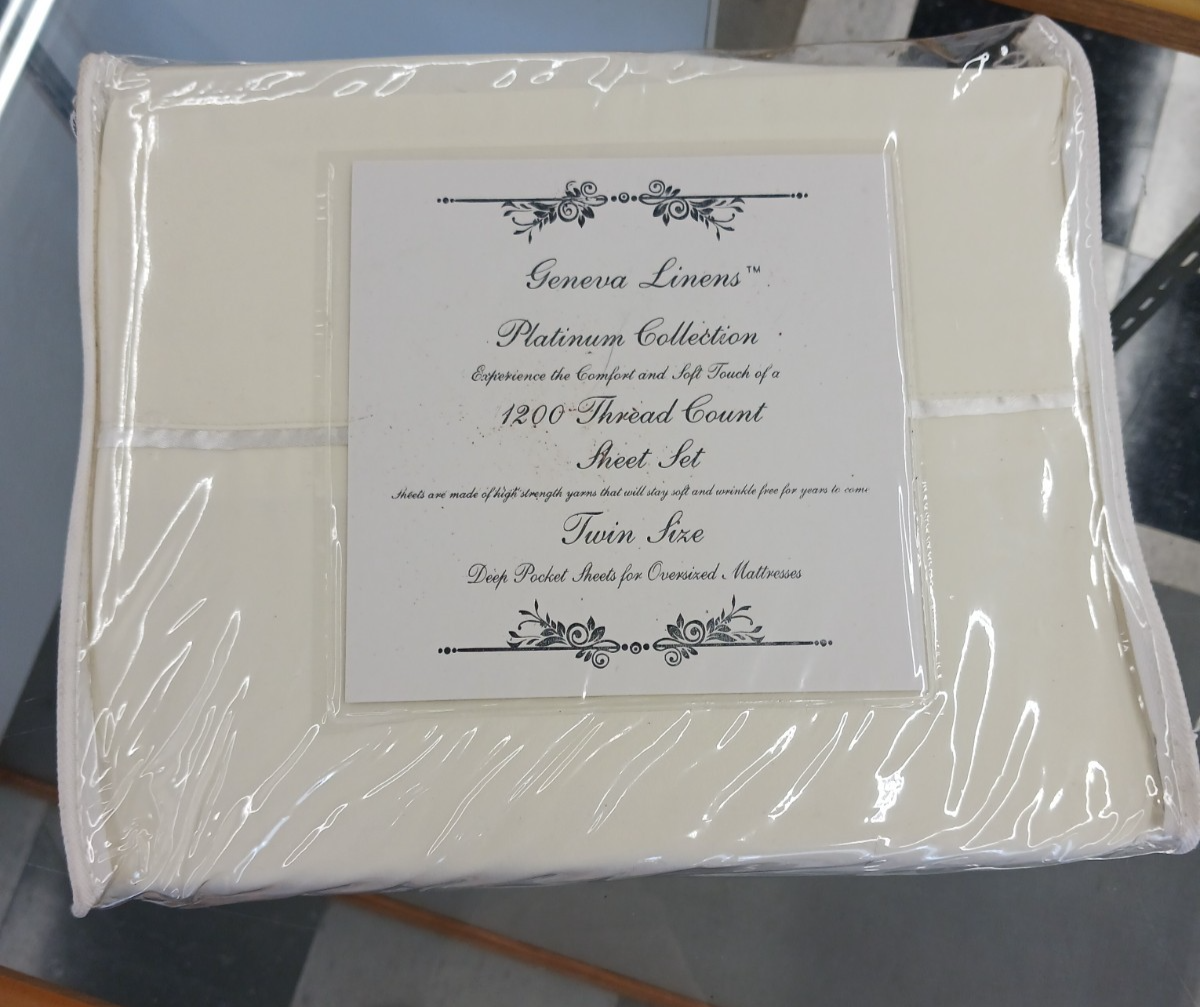 Geneva Linens™
Platinum Collection
Experience the Comfort and Soft Touch of a
1200 Thread Count
Sheet Set
Sheets are made of high strength yarns that will stay soft and wrinkle free for years to come
Twin Size
Deep Pocket Sheets for Oversized Mattresses